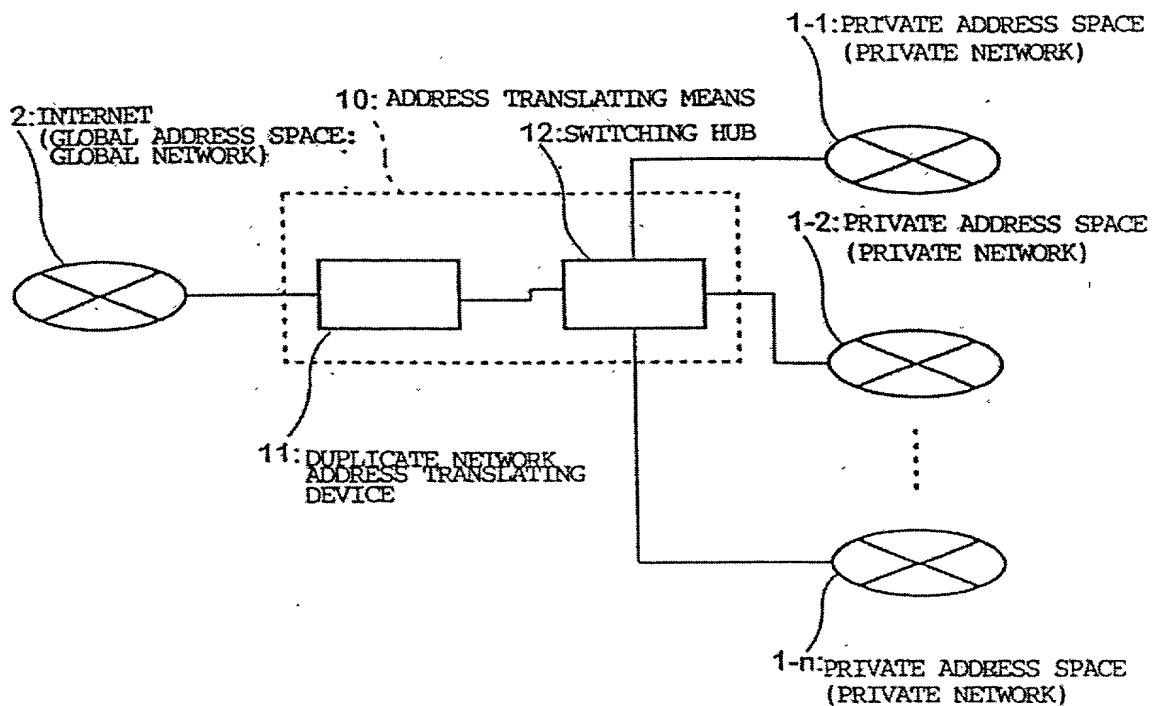 1-1:PRIVATE ADDRESS SPACE
(PRIVATE NETWORK)
10: ADDRESS TRANSLATING MEANS
2:INTERNET
(GLOBAL ADDRESS SPACE:
GLOBAL NETWORK)
12:SWITCHING HUB
1-2:PRIVATE ADDRESS SPACE
(PRIVATE NETWORK)
11:DUPLICATE NETWORK
ADDRESS TRANSLATING
DEVICE
1-n:PRIVATE ADDRESS SPACE
(PRIVATE NETWORK)